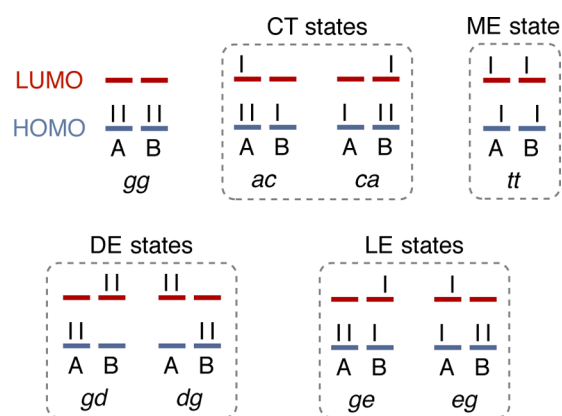 CT states
ME state
LUMO
HOMO
A B
A B
A B
A B
gg
ac
ca
tt
DE states
LE states
A B
A B
A B
A B
gd
dg
ge
eg